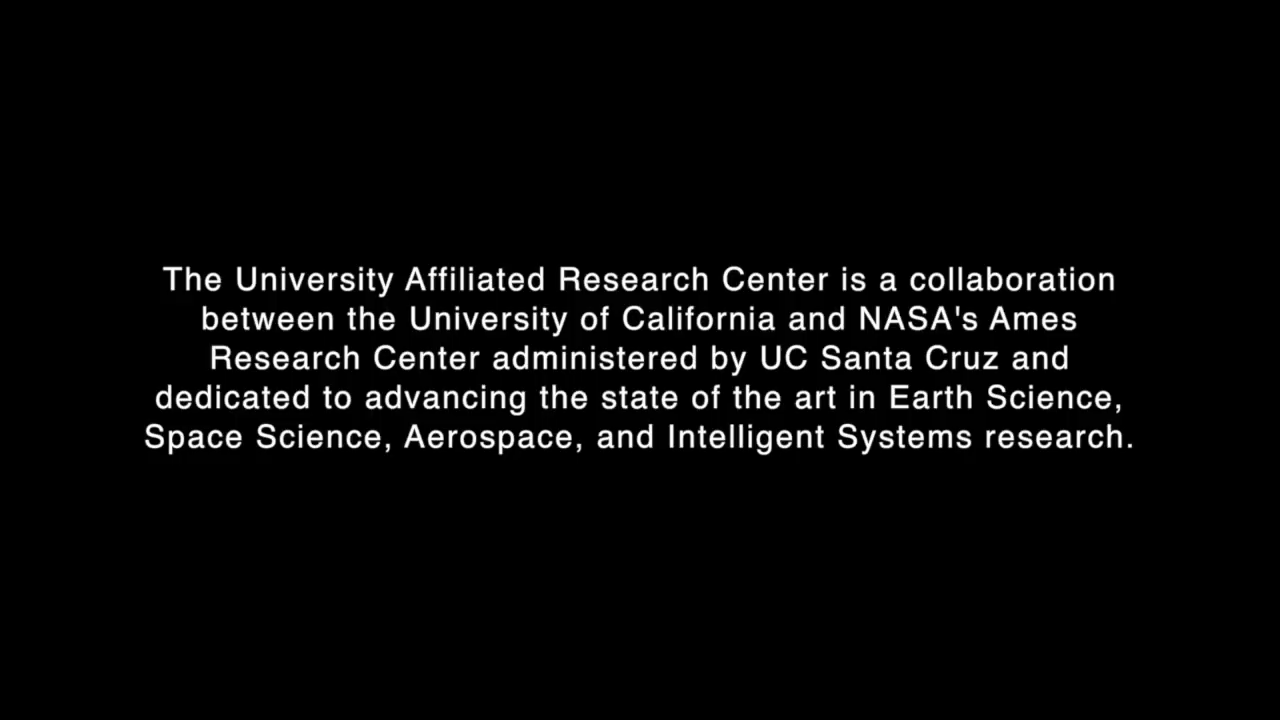 The University Affiliated Research Center is a collaboration
between the University of California and NASA's Ames
Research Center administered by UC Santa Cruz and
dedicated to advancing the state of the art in Earth Science,
Space Science, Aerospace, and Intelligent Systems research.